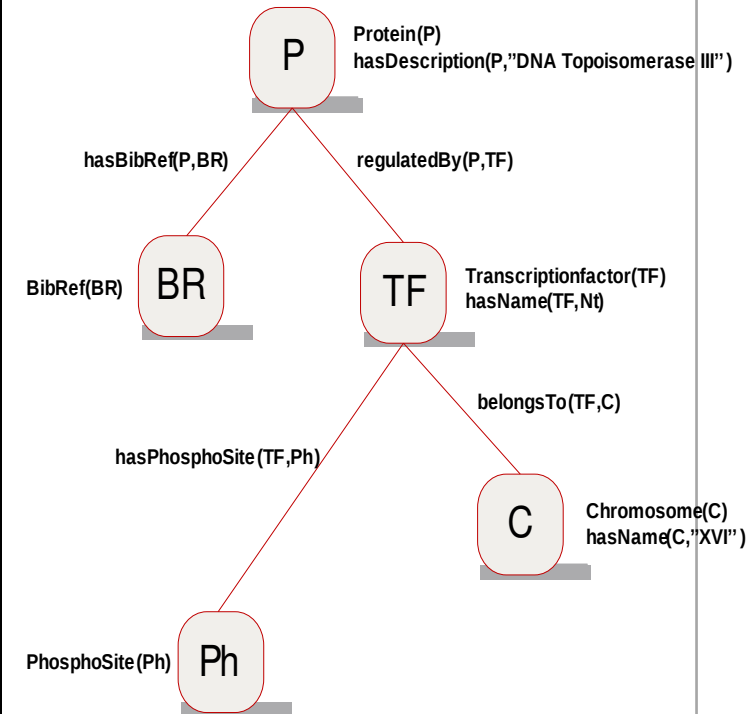 P
Protein(P)
hasDescription(P,”DNA Topoisomerase III”)
hasBibRef(P,BR)
regulatedBy(P,TF)
BibRef(BR)
BR
TF
Transcriptionfactor(TF)
hasName(TF,Nt)
belongsTo(TF,C)
hasPhosphoSite(TF,Ph)
C
Chromosome(C)
hasName(C,”XVI”)
PhosphoSite(Ph)
Ph